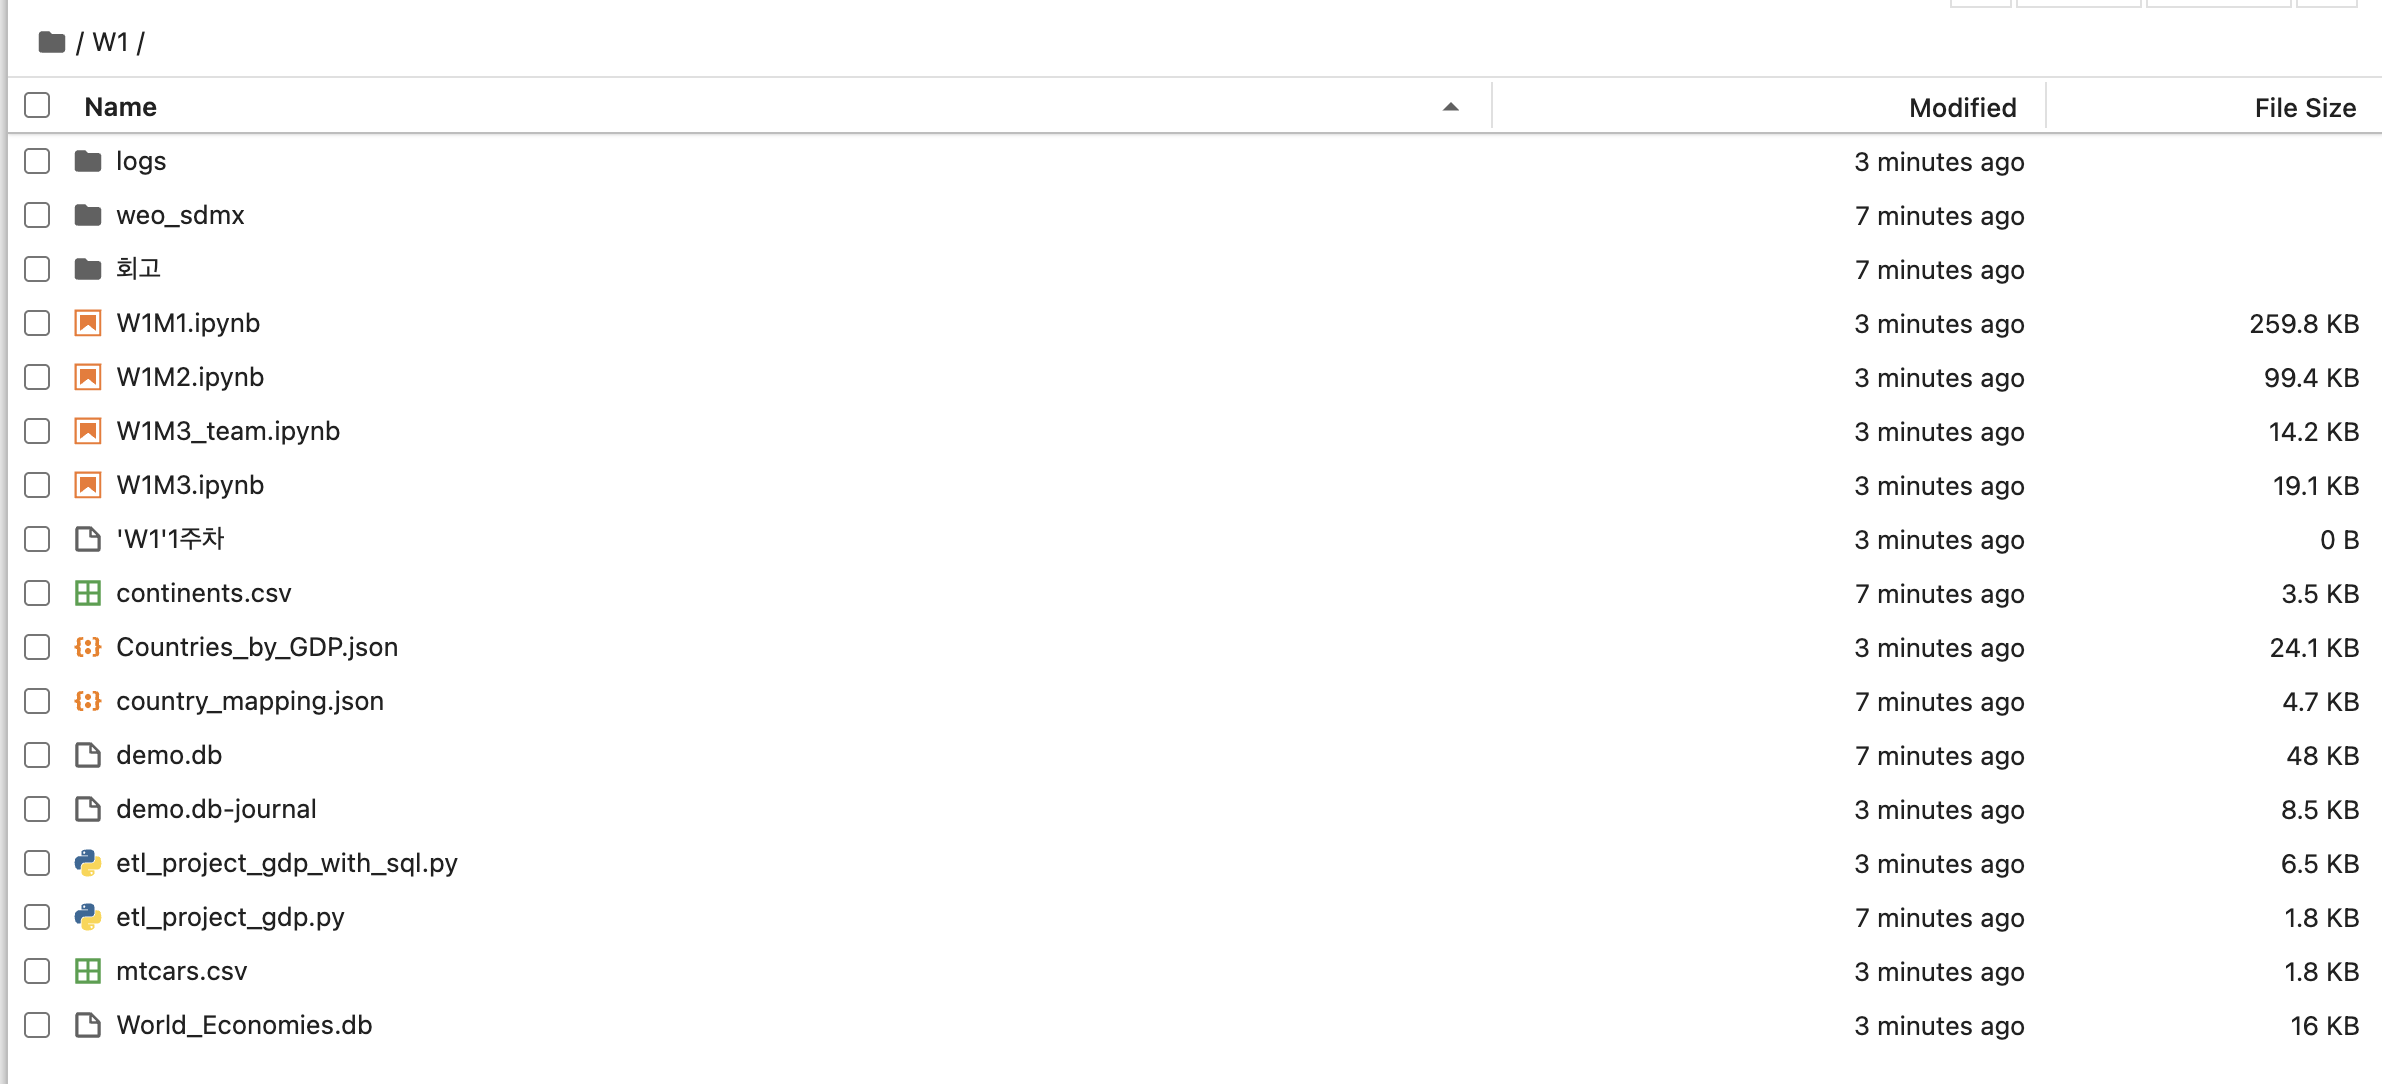 / W1 /
Name Modified File Size
logs 3 minutes ago
weo_sdmx 7 minutes ago
회고 7 minutes ago
W1M1.ipynb 3 minutes ago 259.8 KB
W1M2.ipynb 3 minutes ago 99.4 KB
W1M3_team.ipynb 3 minutes ago 14.2 KB
W1M3.ipynb 3 minutes ago 19.1 KB
'W1'1주차 3 minutes ago 0 B
continents.csv 7 minutes ago 3.5 KB
Countries_by_GDP.json 3 minutes ago 24.1 KB
country_mapping.json 7 minutes ago 4.7 KB
demo.db 7 minutes ago 48 KB
demo.db-journal 3 minutes ago 8.5 KB
etl_project_gdp_with_sql.py 3 minutes ago 6.5 KB
etl_project_gdp.py 7 minutes ago 1.8 KB
mtcars.csv 3 minutes ago 1.8 KB
World_Economies.db 3 minutes ago 16 KB